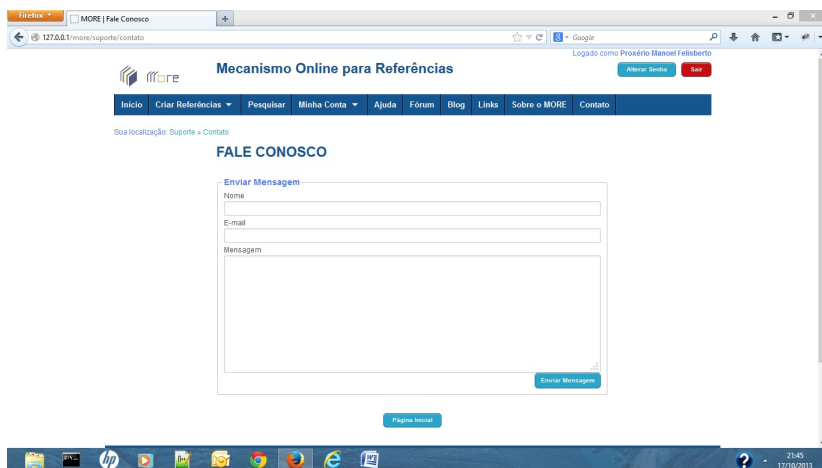 Firefox
MORE | Fale Conosco
127.0.0.1/more/suporte/contato
Google
Logado como Proxério Manoel Felisberto
more
Mecanismo Online para Referências
Alterar Senha
Sair
Início Criar Referências Pesquisar Minha Conta Ajuda Fórum Blog Links Sobre o MORE Contato
Sua localização: Suporte » Contato
FALE CONOSCO
Enviar Mensagem
Nome
E-mail
Mensagem
Enviar Mensagem
Página Inicial
21:45
17/10/2013